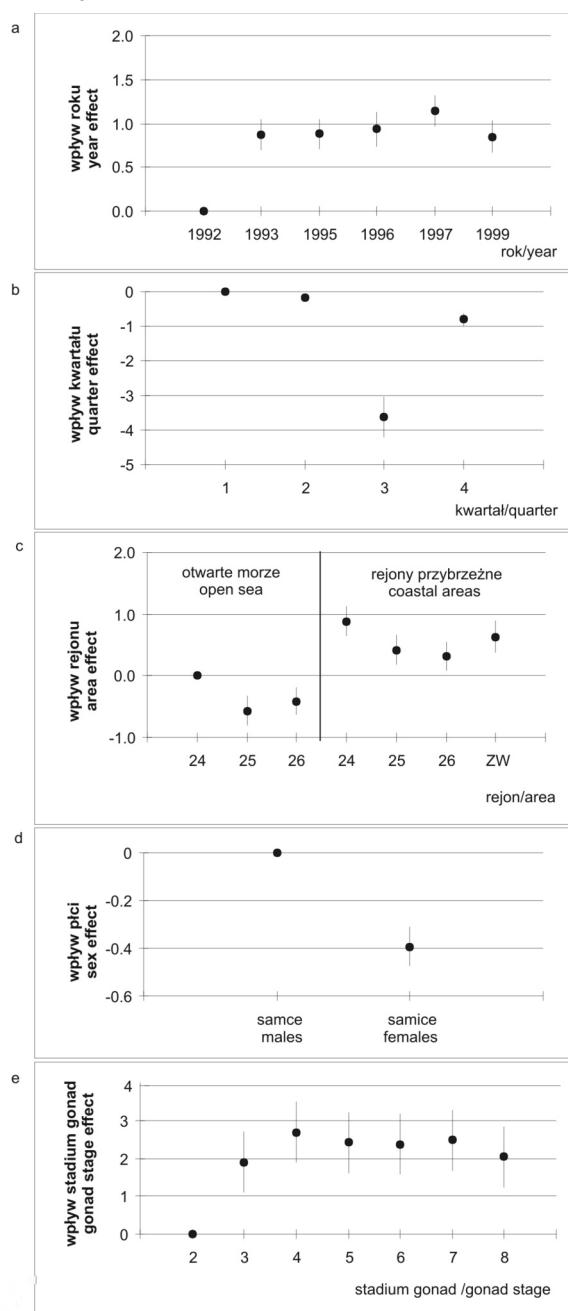 a
wpływ roku
year effect
2.0
1.5
1.0
0.5
0.0
1992 1993 1995 1996 1997 1999
rok/year
b
wpływ kwartału
quarter effect
0
-1
-2
-3
-4
-5
1 2 3 4
kwartał/quarter
c
wpływ rejonu
area effect
2.0
1.0
0.0
-1.0
otwarte morze
open sea
rejony przybrzeżne
coastal areas
24 25 26 24 25 26 ZW
rejon/area
d
wpływ płci
sex effect
0
-0.2
-0.4
-0.6
samce samice
males females
e
wpływ stadium gonad
gonad stage effect
4
3
2
1
0
2 3 4 5 6 7 8
stadium gonad /gonad stage